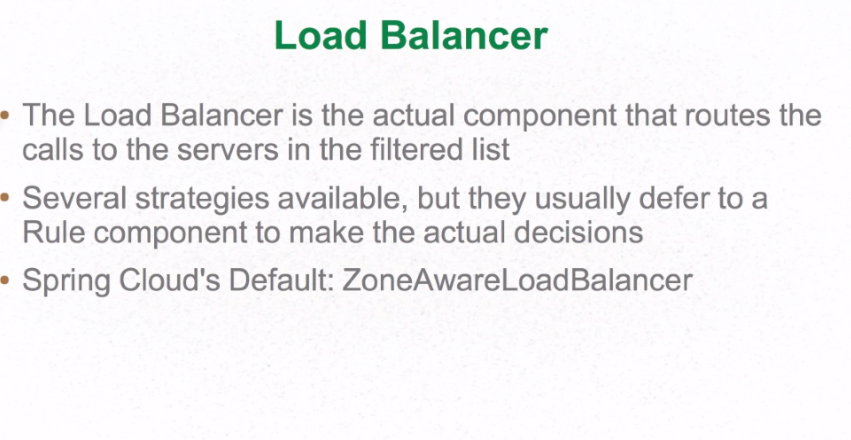 Load Balancer
• The Load Balancer is the actual component that routes the
calls to the servers in the filtered list
• Several strategies available, but they usually defer to a
Rule component to make the actual decisions
• Spring Cloud's Default: ZoneAwareLoadBalancer